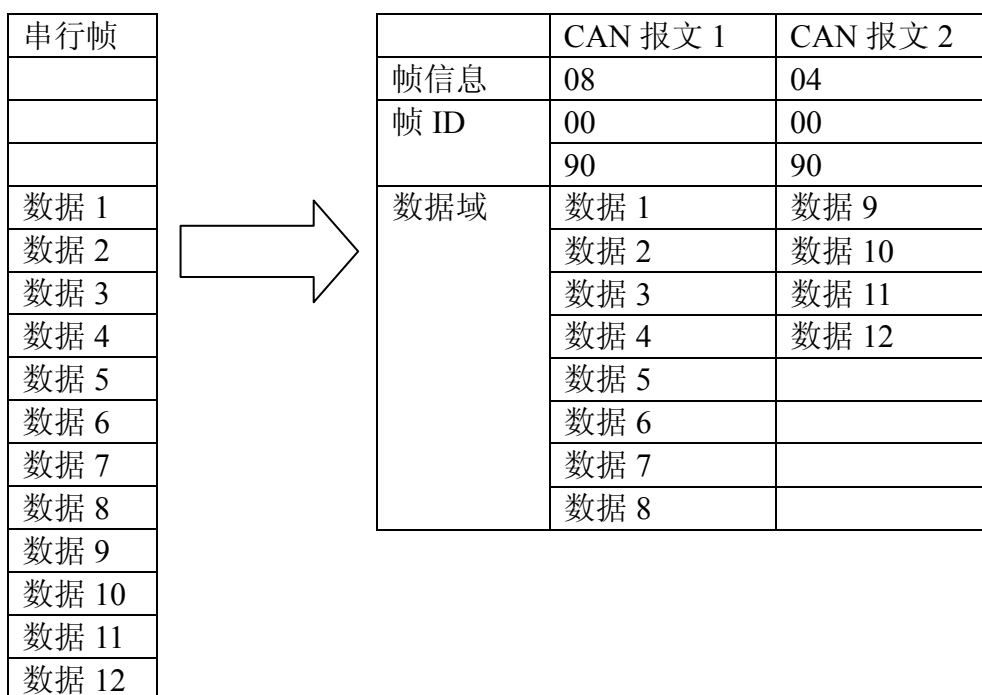 串行帧
数据 1
数据 2
数据 3
数据 4
数据 5
数据 6
数据 7
数据 8
数据 9
数据 10
数据 11
数据 12
CAN 报文 1 CAN 报文 2
帧信息 08 04
帧 ID 00 00
90 90
数据域 数据 1 数据 9
数据 2 数据 10
数据 3 数据 11
数据 4 数据 12
数据 5
数据 6
数据 7
数据 8